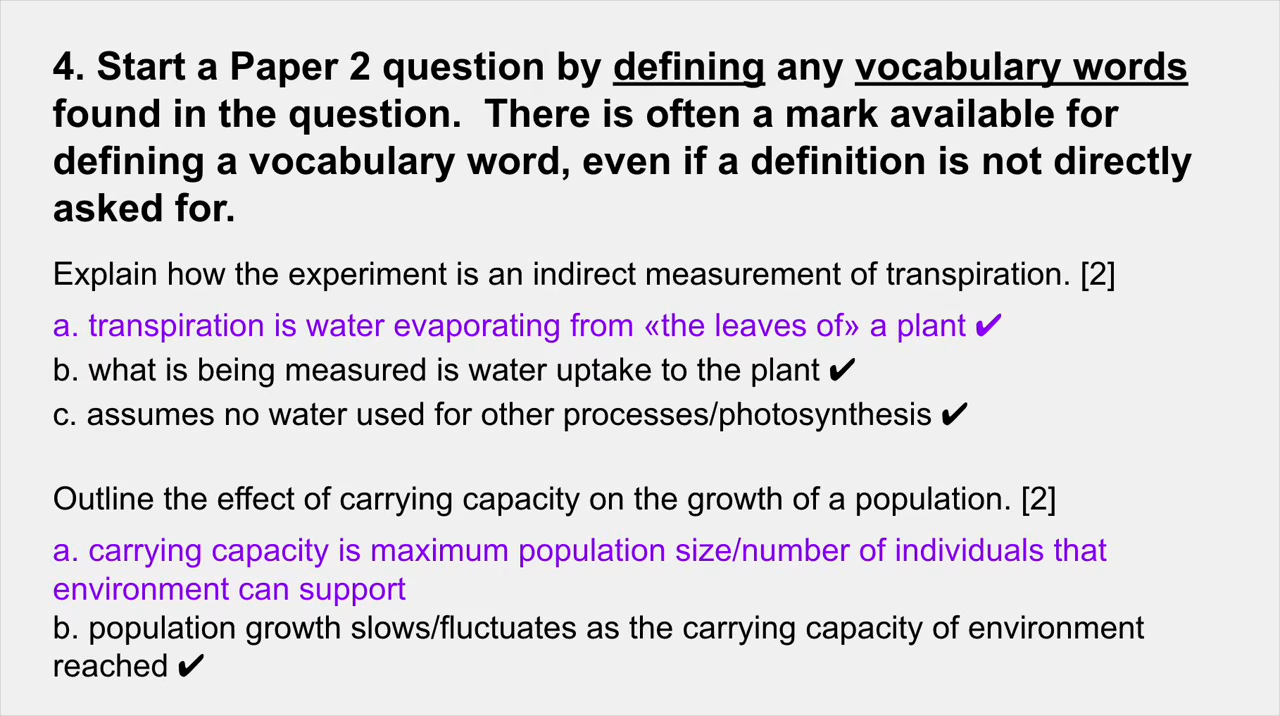 4. Start a Paper 2 question by defining any vocabulary words
found in the question.  There is often a mark available for
defining a vocabulary word, even if a definition is not directly
asked for.
Explain how the experiment is an indirect measurement of transpiration. [2]
a. transpiration is water evaporating from «the leaves of» a plant ✔
b. what is being measured is water uptake to the plant ✔
c. assumes no water used for other processes/photosynthesis ✔
Outline the effect of carrying capacity on the growth of a population. [2]
a. carrying capacity is maximum population size/number of individuals that
environment can support
b. population growth slows/fluctuates as the carrying capacity of environment
reached ✔